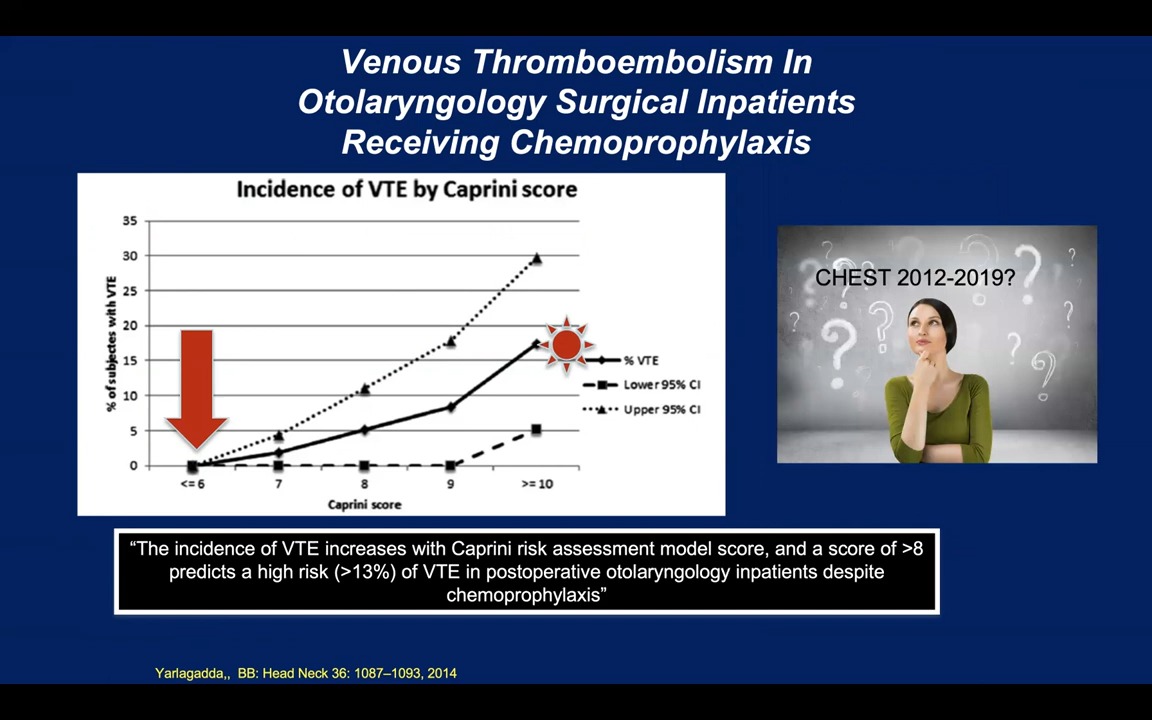 Venous Thromboembolism In
Otolaryngology Surgical Inpatients
Receiving Chemoprophylaxis
Incidence of VTE by Caprini score
% of subjectes with VTE
35
30
25
20
15
10
5
0
<= 6 7 8 9 >= 10
Caprini score
% VTE
Lower 95% CI
Upper 95% CI
CHEST 2012-2019?
“The incidence of VTE increases with Caprini risk assessment model score, and a score of >8
predicts a high risk (>13%) of VTE in postoperative otolaryngology inpatients despite
chemoprophylaxis”
Yarlagadda,, BB: Head Neck 36: 1087–1093, 2014